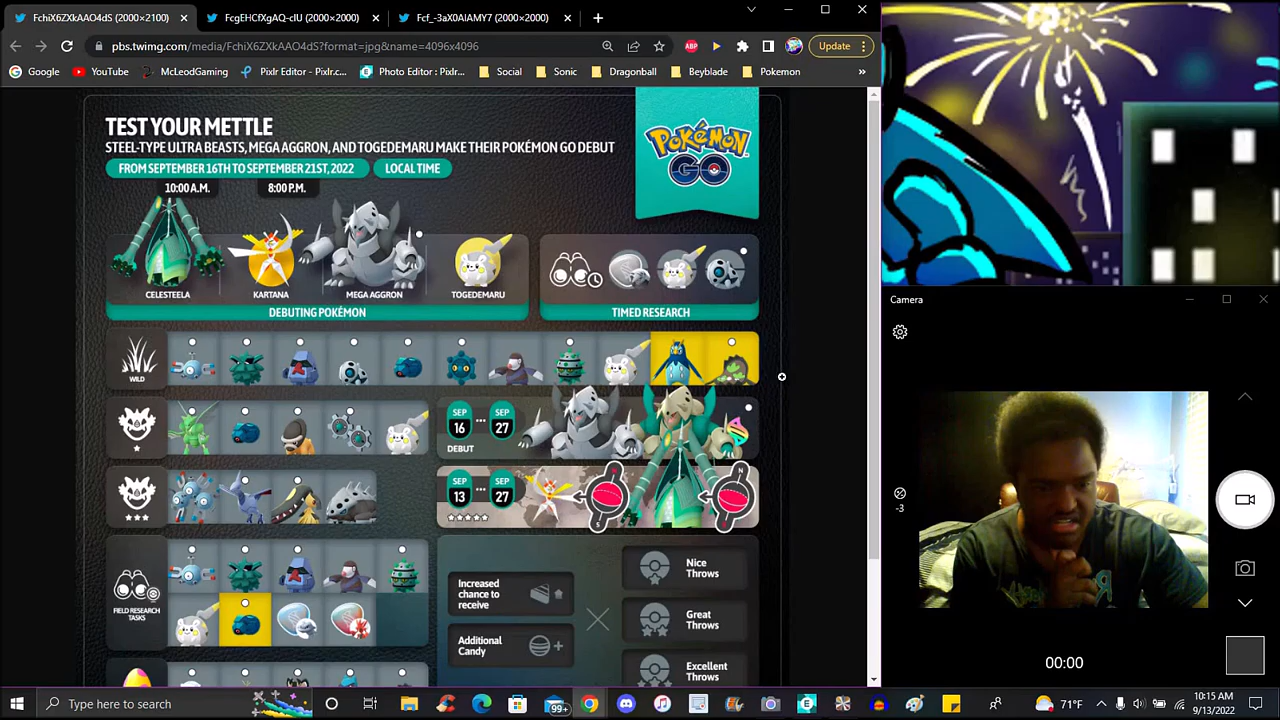 FchiX6ZXkAAO4dS (2000×2100)
FcgEHCfXgAQ-cIU (2000×2000)
Fcf_-3aX0AIAMY7 (2000×2000)
pbs.twimg.com/media/FchiX6ZXkAAO4dS?format=jpg&name=4096x4096
ABP
Update
Google
YouTube
McLeodGaming
Pixlr Editor - Pixlr.c...
Photo Editor : Pixlr...
Socal
Sonic
Dragonball
Beyblade
Pokemon
»
TEST YOUR METTLE
STEEL-TYPE ULTRA BEASTS, MEGA AGGRON, AND TOGEDEMARU MAKE THEIR POKÉMON GO DEBUT
FROM SEPTEMBER 16TH TO SEPTEMBER 21ST, 2022
LOCAL TIME
10:00 A.M.
8:00 P.M.
POKÉMON
GO
CELESTEELA
KARTANA
MEGA AGGRON
TOGEDEMARU
DEBUTING POKÉMON
TIMED RESEARCH
WILD
SEP
16
...
SEP
27
DEBUT
SEP
13
...
SEP
27
N
S
N
FIELD RESEARCH
TASKS
Increased
chance to
receive
Additional
Candy
Nice
Throws
Great
Throws
Excellent
Throws
Camera
-3
00:00
Type here to search
99+
71°F
10:15 AM
9/13/2022